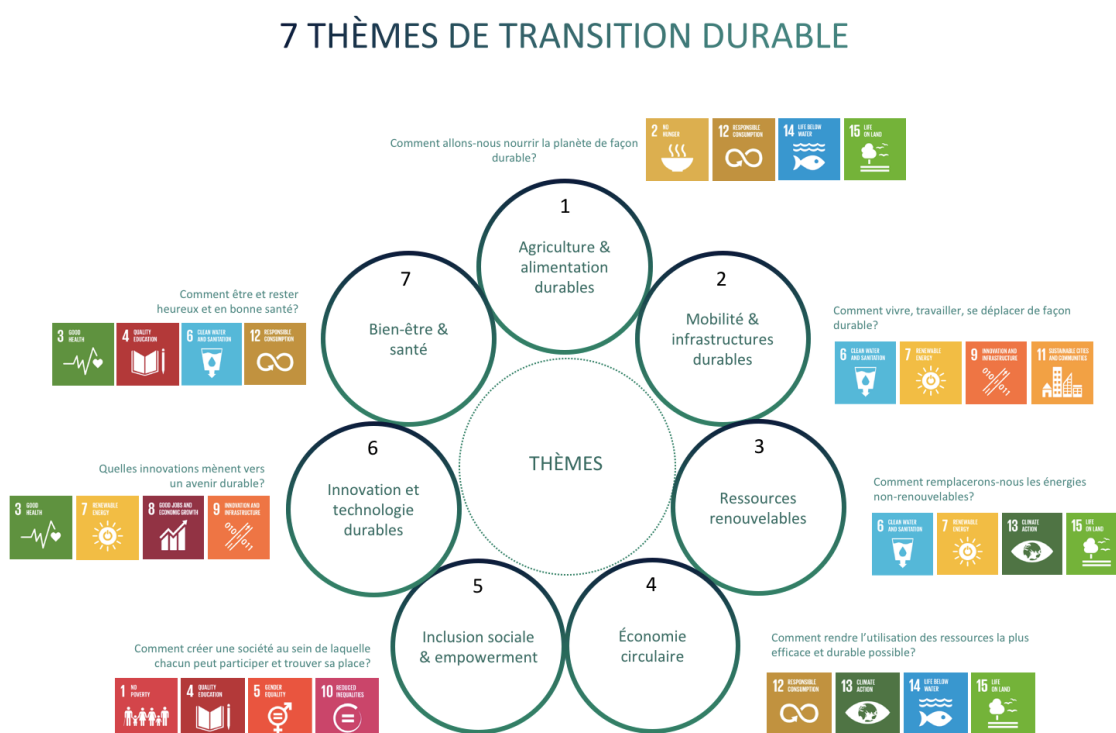 7 THÈMES DE TRANSITION DURABLE
Comment allons-nous nourrir la planète de façon
durable?
2 NO
HUNGER
12 RESPONSIBLE
CONSUMPTION
14 LIFE BELOW
WATER
15 LIFE
ON LAND
1
Agriculture &
alimentation
durables
2
Mobilité &
infrastructures
durables
Comment vivre, travailler, se déplacer de façon
durable?
6 CLEAN WATER
AND SANITATION
7 RENEWABLE
ENERGY
9 INNOVATION AND
INFRASTRUCTURE
11 SUSTAINABLE CITIES
AND COMMUNITIES
3
Ressources
renouvelables
Comment remplacerons-nous les énergies
non-renouvelables?
6 CLEAN WATER
AND SANITATION
7 RENEWABLE
ENERGY
13 CLIMATE
ACTION
15 LIFE
ON LAND
4
Économie
circulaire
Comment rendre l'utilisation des ressources la plus
efficace et durable possible?
12 RESPONSIBLE
CONSUMPTION
13 CLIMATE
ACTION
14 LIFE BELOW
WATER
15 LIFE
ON LAND
5
Inclusion sociale
& empowerment
Comment créer une société au sein de laquelle
chacun peut participer et trouver sa place?
1 NO
POVERTY
4 QUALITY
EDUCATION
5 GENDER
EQUALITY
10 REDUCED
INEQUALITIES
6
Innovation et
technologie
durables
Quelles innovations mènent vers
un avenir durable?
3 GOOD
HEALTH
7 RENEWABLE
ENERGY
8 GOOD JOBS AND
ECONOMIC GROWTH
9 INNOVATION AND
INFRASTRUCTURE
010
011
7
Bien-être &
santé
Comment être et rester
heureux et en bonne santé?
3 GOOD
HEALTH
4 QUALITY
EDUCATION
6 CLEAN WATER
AND SANITATION
12 RESPONSIBLE
CONSUMPTION
THÈMES
010
011